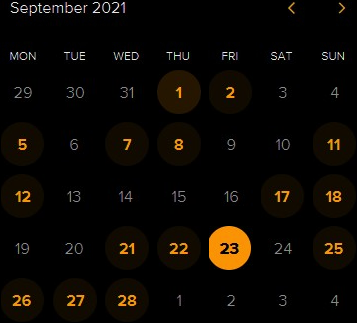 September 2021
MON TUE WED THU FRI SAT SUN
29 30 31 1 2 3 4
5 6 7 8 9 10 11
12 13 14 15 16 17 18
19 20 21 22 23 24 25
26 27 28 1 2 3 4